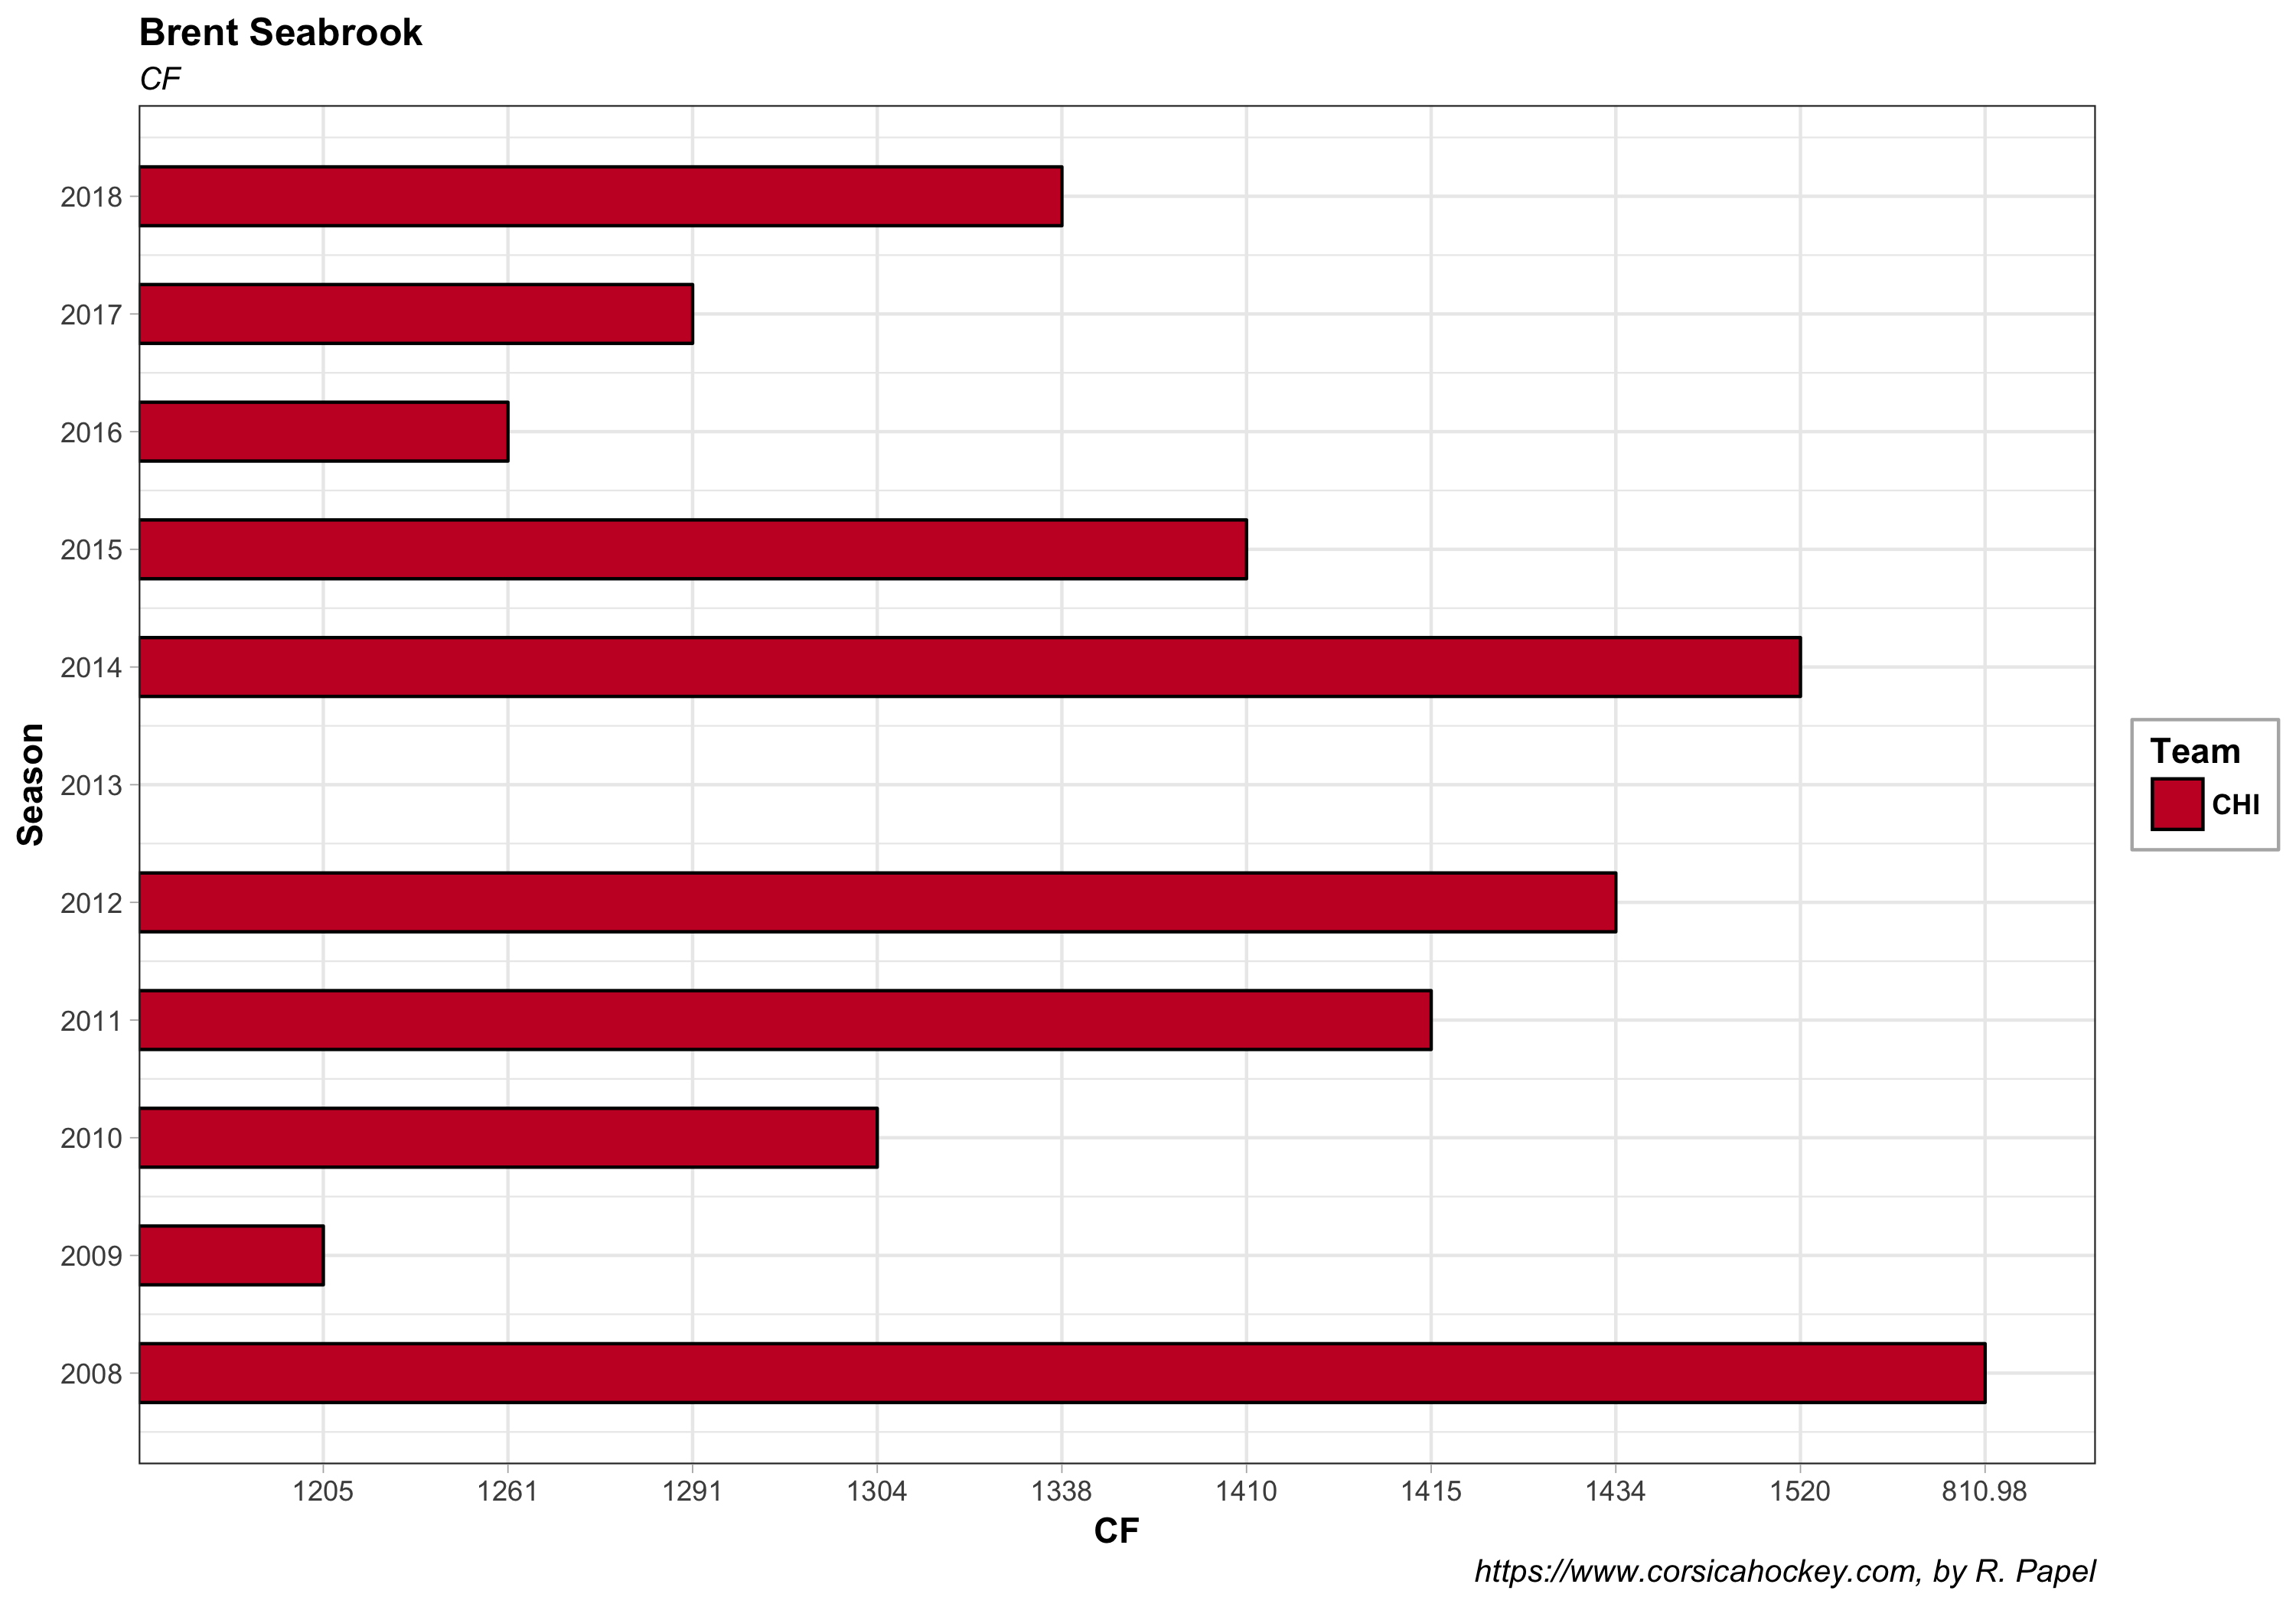 Brent Seabrook
CF
2018
2017
2016
2015
2014
2013
2012
2011
2010
2009
2008
Season
1205 1261 1291 1304 1338 1410 1415 1434 1520 810.98
CF
Team
CHI
https://www.corsicahockey.com, by R. Papel